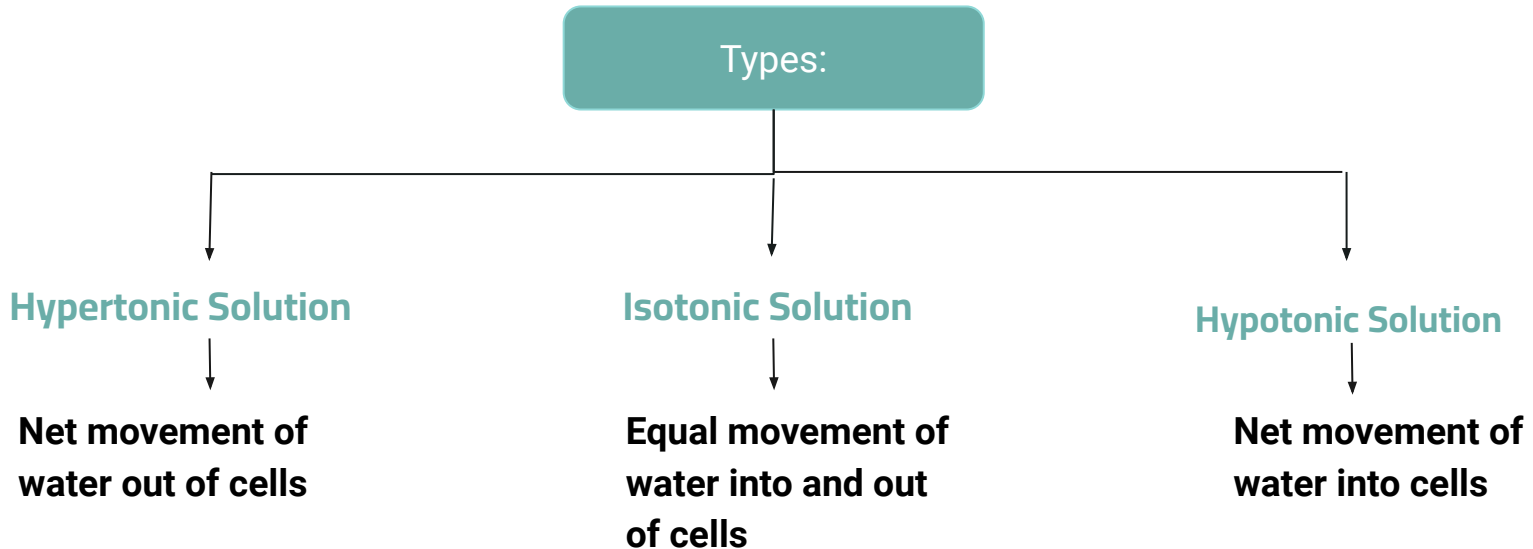 Types:
Hypertonic Solution
Net movement of
water out of cells
Isotonic Solution
Equal movement of
water into and out
of cells
Hypotonic Solution
Net movement of
water into cells